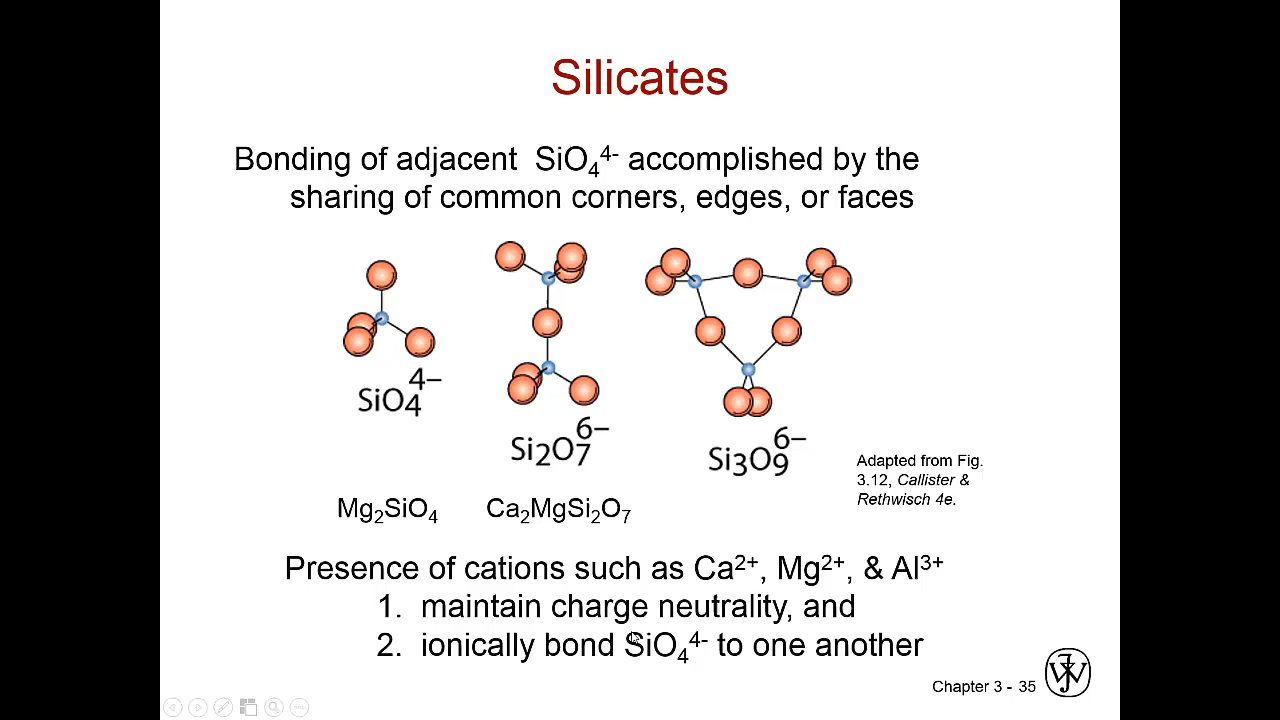 Silicates
Bonding of adjacent SiO₄⁴⁻ accomplished by the
sharing of common corners, edges, or faces
SiO₄⁴⁻
Si₂O₇⁶⁻
Si₃O₉⁶⁻
Adapted from Fig.
3.12, Callister &
Rethwisch 4e.
Mg₂SiO₄
Ca₂MgSi₂O₇
Presence of cations such as Ca²⁺, Mg²⁺, & Al³⁺
1. maintain charge neutrality, and
2. ionically bond SiO₄⁴⁻ to one another
Chapter 3 - 35